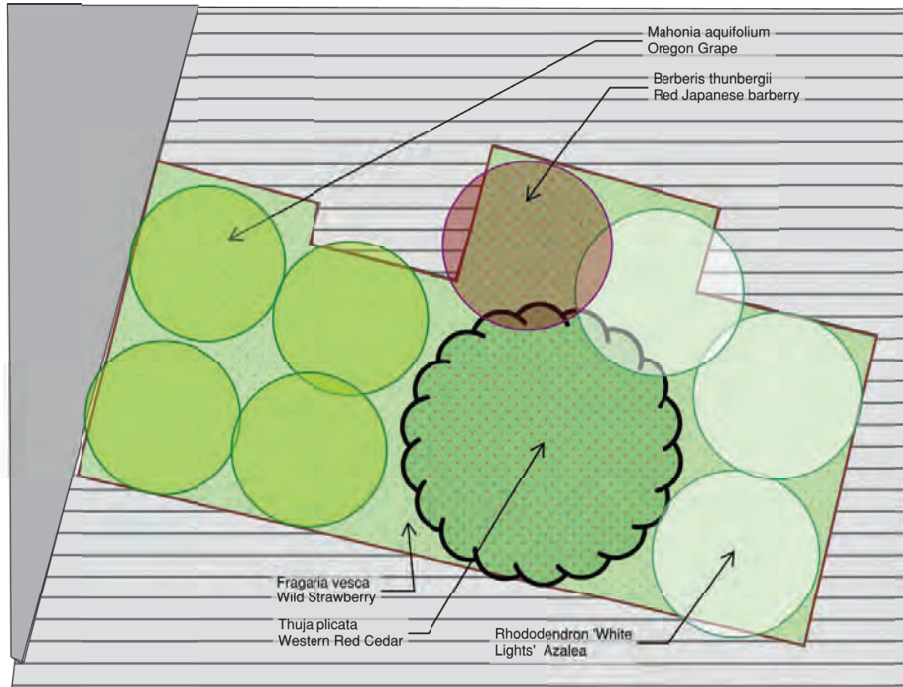 Mahonia aquifolium
Oregon Grape
Berberis thunbergii
Red Japanese barberry
Fragaria vesca
Wild Strawberry
Thuja plicata
Western Red Cedar
Rhododendron 'White
Lights' Azalea